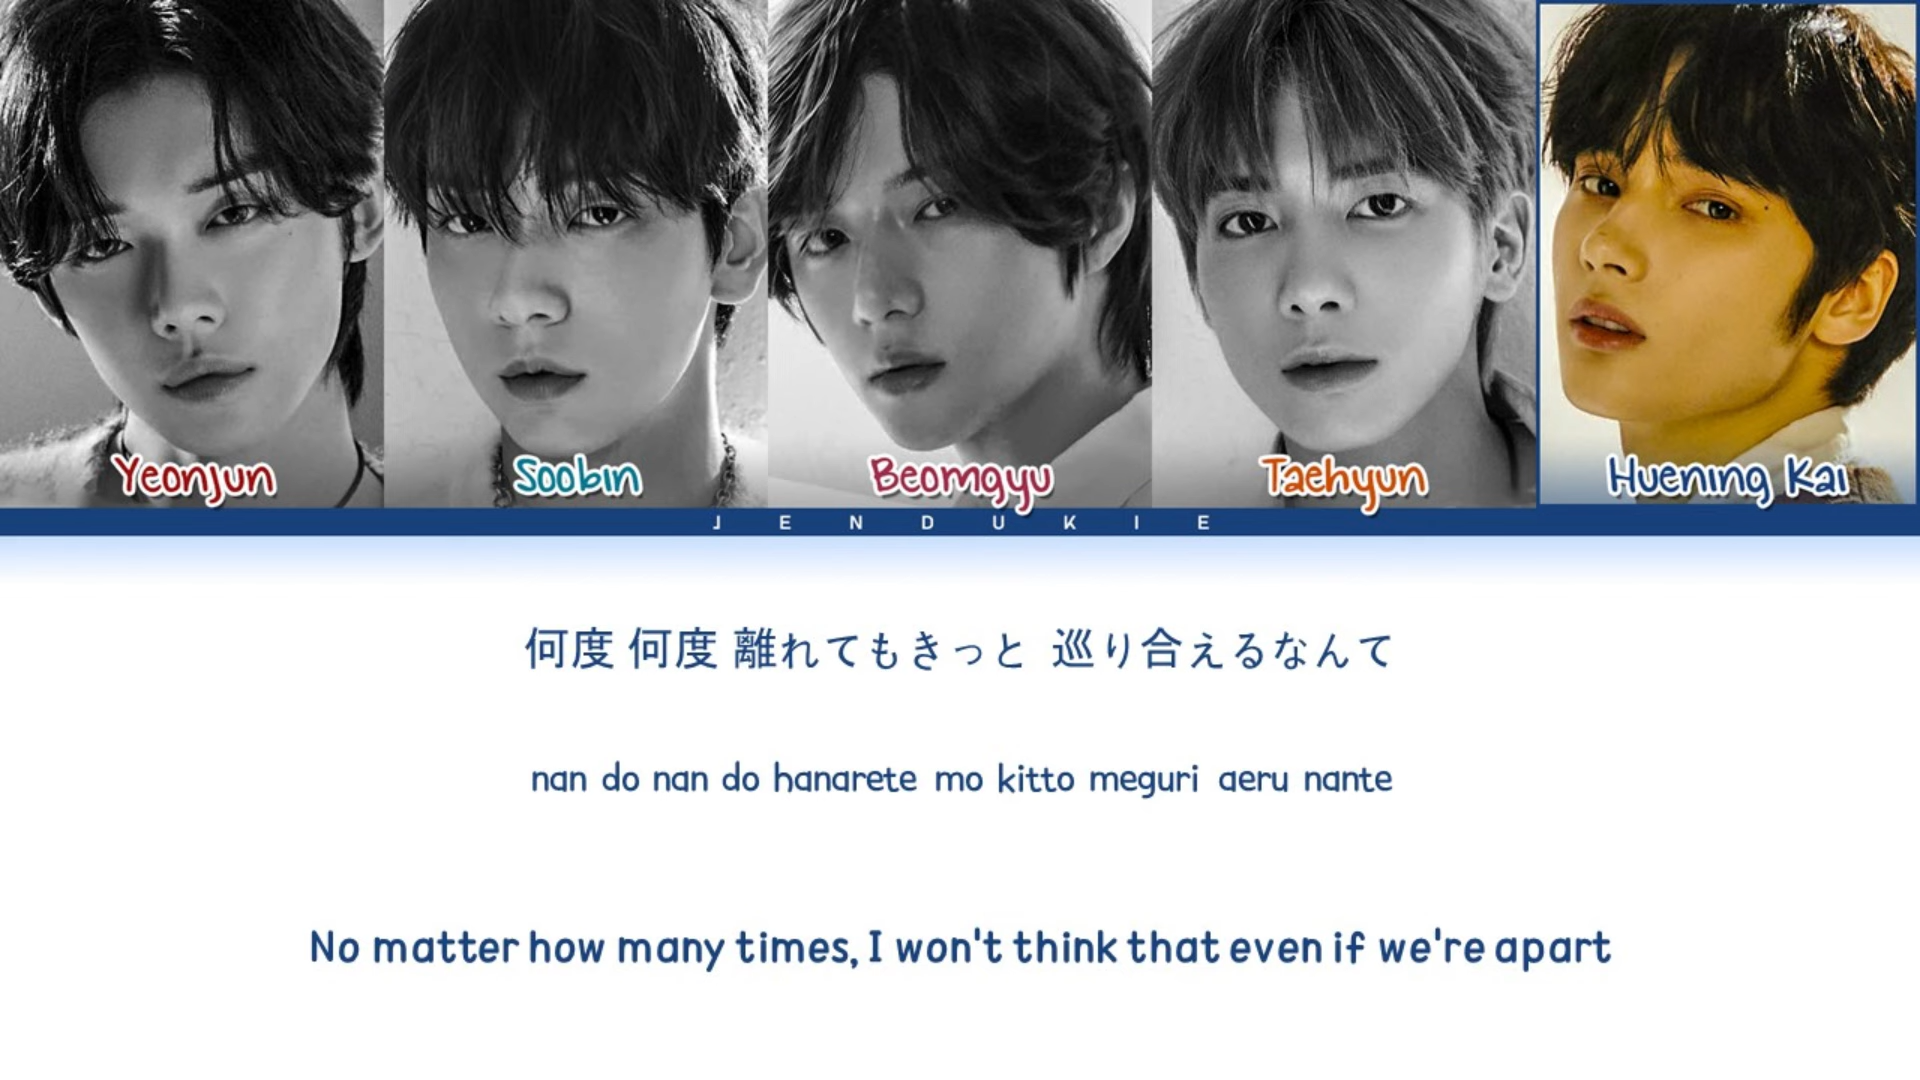 Yeonjun
Soobin
Beomgyu
Taehyun
Huening Kai
JENDUKIE
何度 何度 離れてもきっと 巡り合えるなんて
nan do nan do hanarete mo kitto meguri aeru nante
No matter how many times, I won't think that even if we're apart